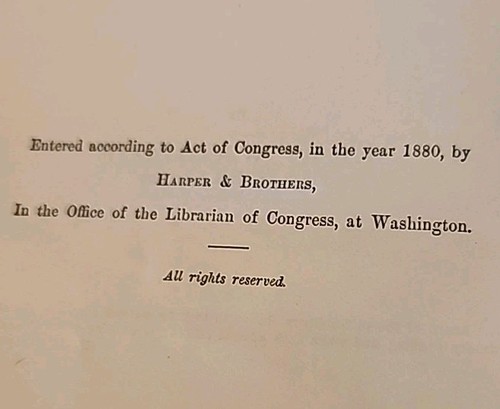 Entered according to Act of Congress, in the year 1880, by
HARPER & BROTHERS,
In the Office of the Librarian of Congress, at Washington.
All rights reserved.